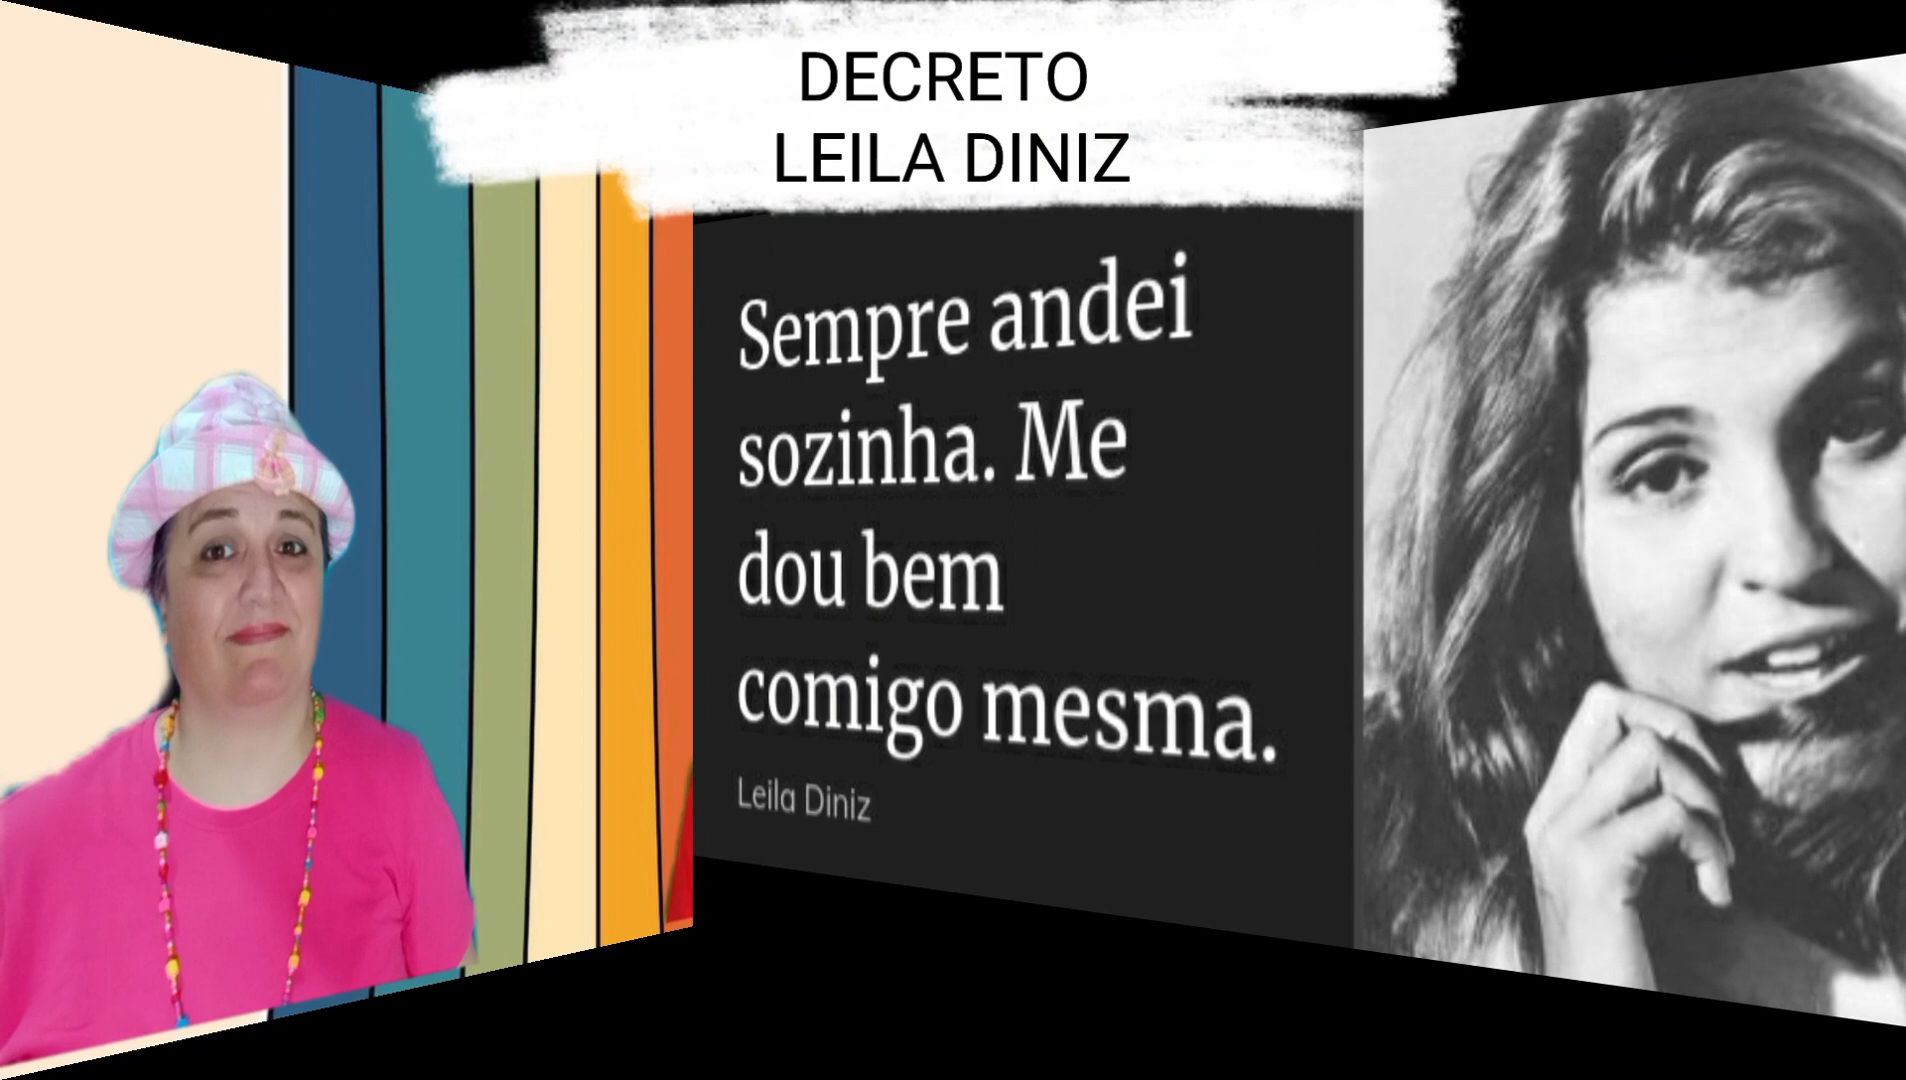 DECRETO
LEILA DINIZ
Sempre andei
sozinha. Me
dou bem
comigo mesma.
Leila Diniz